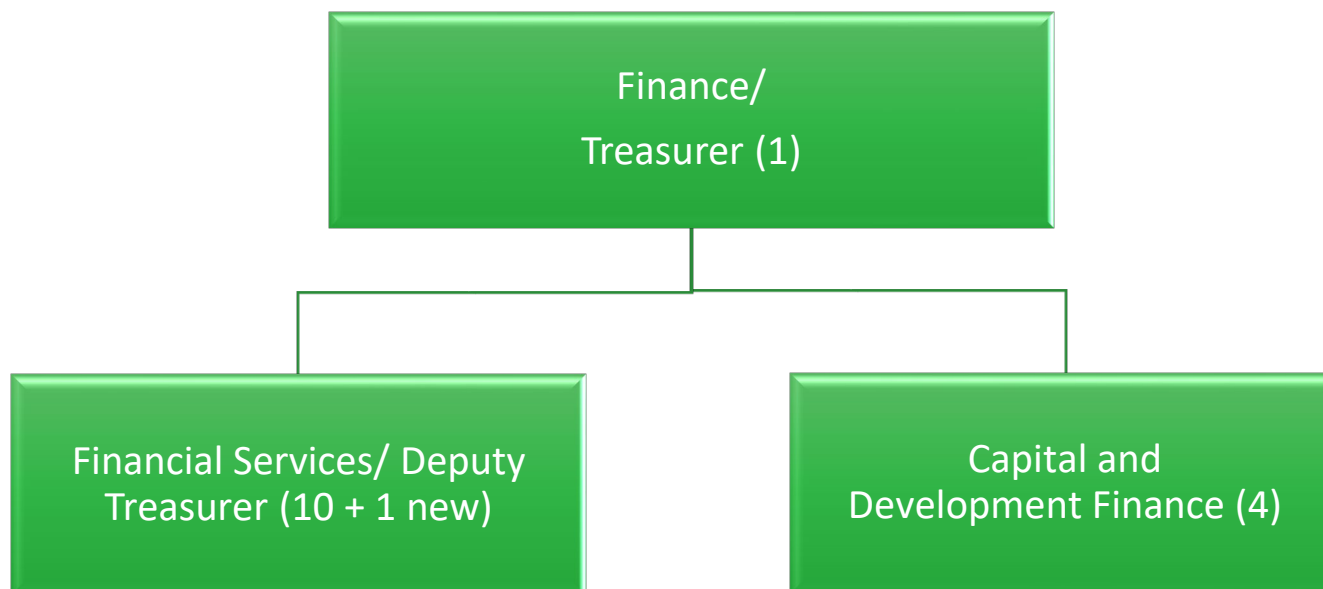 Finance/
Treasurer (1)
Financial Services/ Deputy
Treasurer (10 + 1 new)
Capital and
Development Finance (4)